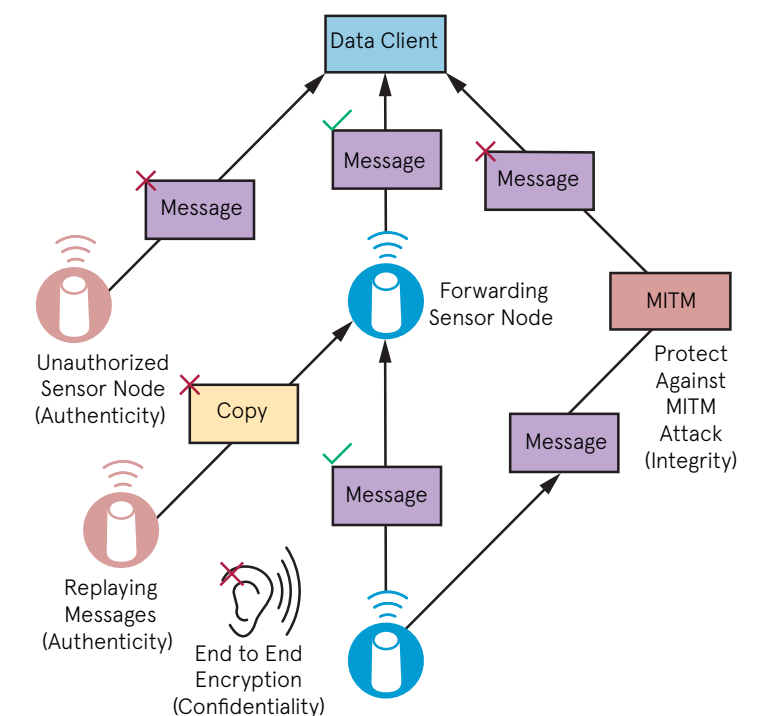 Data Client
Message
Message
Message
Forwarding
Sensor Node
MITM
Unauthorized
Sensor Node
(Authenticity)
Protect
Against
MITM
Attack
(Integrity)
Copy
Message
Message
Replaying
Messages
(Authenticity)
End to End
Encryption
(Confidentiality)